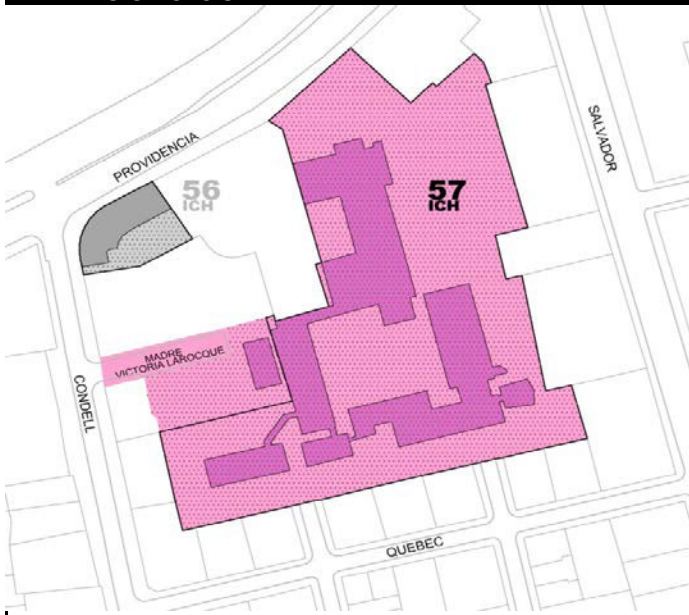 PROVIDENCIA
SALVADOR
56
ICH
57
ICH
MADRE
VICTORIA LAROCQUE
CONDELL
QUEBEC